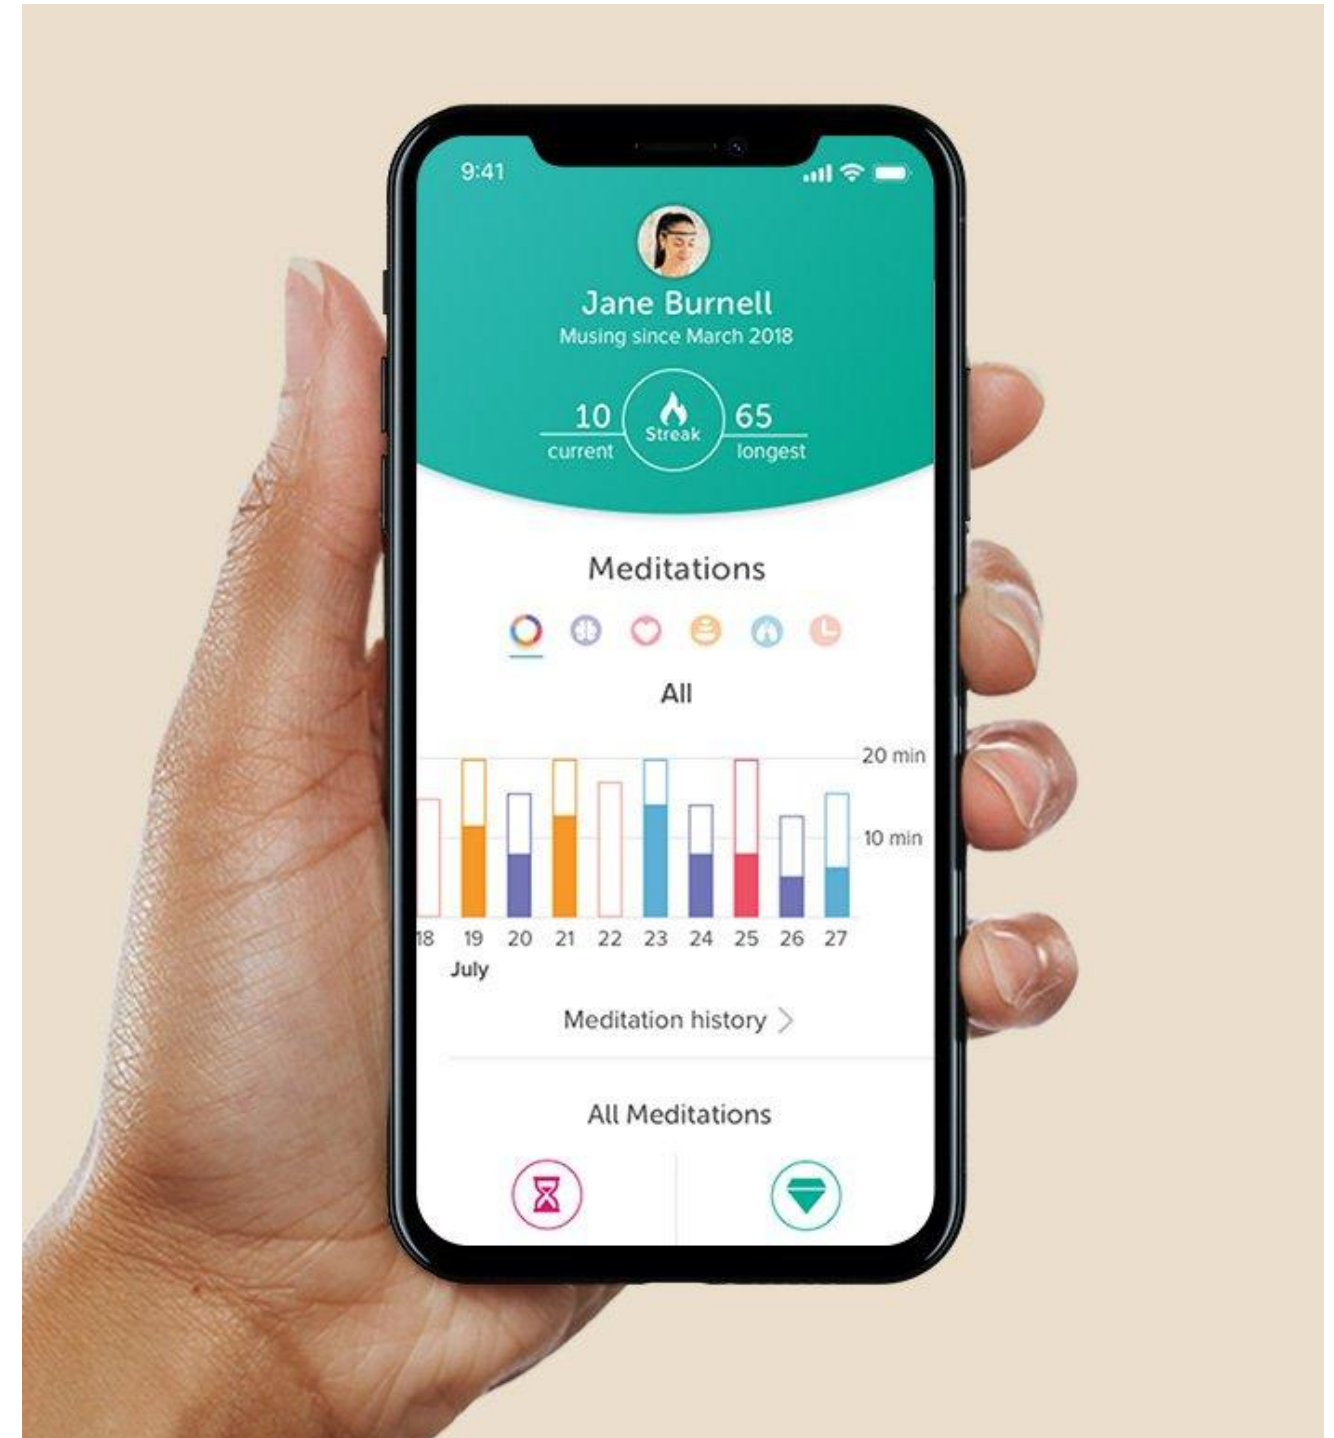 9:41
Jane Burnell
Musing since March 2018
10 Streak 65
current longest
Meditations
All
20 min
10 min
18 19 20 21 22 23 24 25 26 27
July
Meditation history
All Meditations